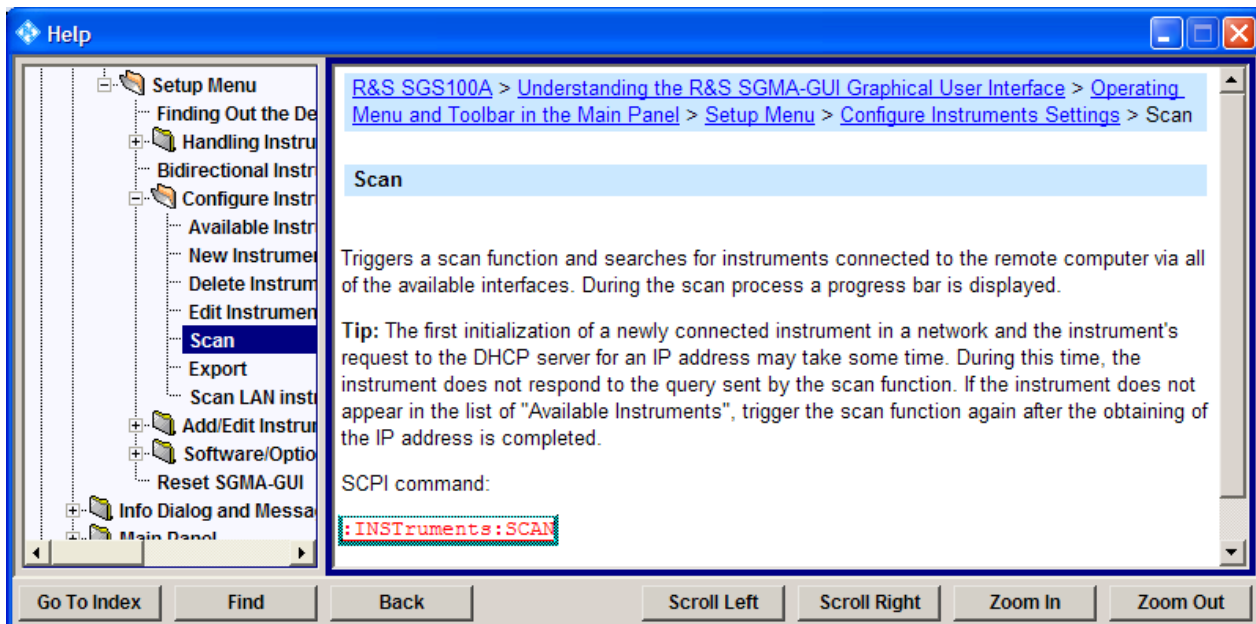 Help
Setup Menu
Finding Out the De
Handling Instru
Bidirectional Instr
Configure Instr
Available Instr
New Instrume
Delete Instrum
Edit Instrumen
Scan
Export
Scan LAN inst
Add/Edit Instrur
Software/Optio
Reset SGMA-GUI
Info Dialog and Messa
Main Panel
R&S SGS100A > Understanding the R&S SGMA-GUI Graphical User Interface > Operating
Menu and Toolbar in the Main Panel > Setup Menu > Configure Instruments Settings > Scan
Scan
Triggers a scan function and searches for instruments connected to the remote computer via all
of the available interfaces. During the scan process a progress bar is displayed.
Tip: The first initialization of a newly connected instrument in a network and the instrument's
request to the DHCP server for an IP address may take some time. During this time, the
instrument does not respond to the query sent by the scan function. If the instrument does not
appear in the list of "Available Instruments", trigger the scan function again after the obtaining of
the IP address is completed.
SCPI command:
:INSTruments:SCAN
Go To Index
Find
Back
Scroll Left
Scroll Right
Zoom In
Zoom Out